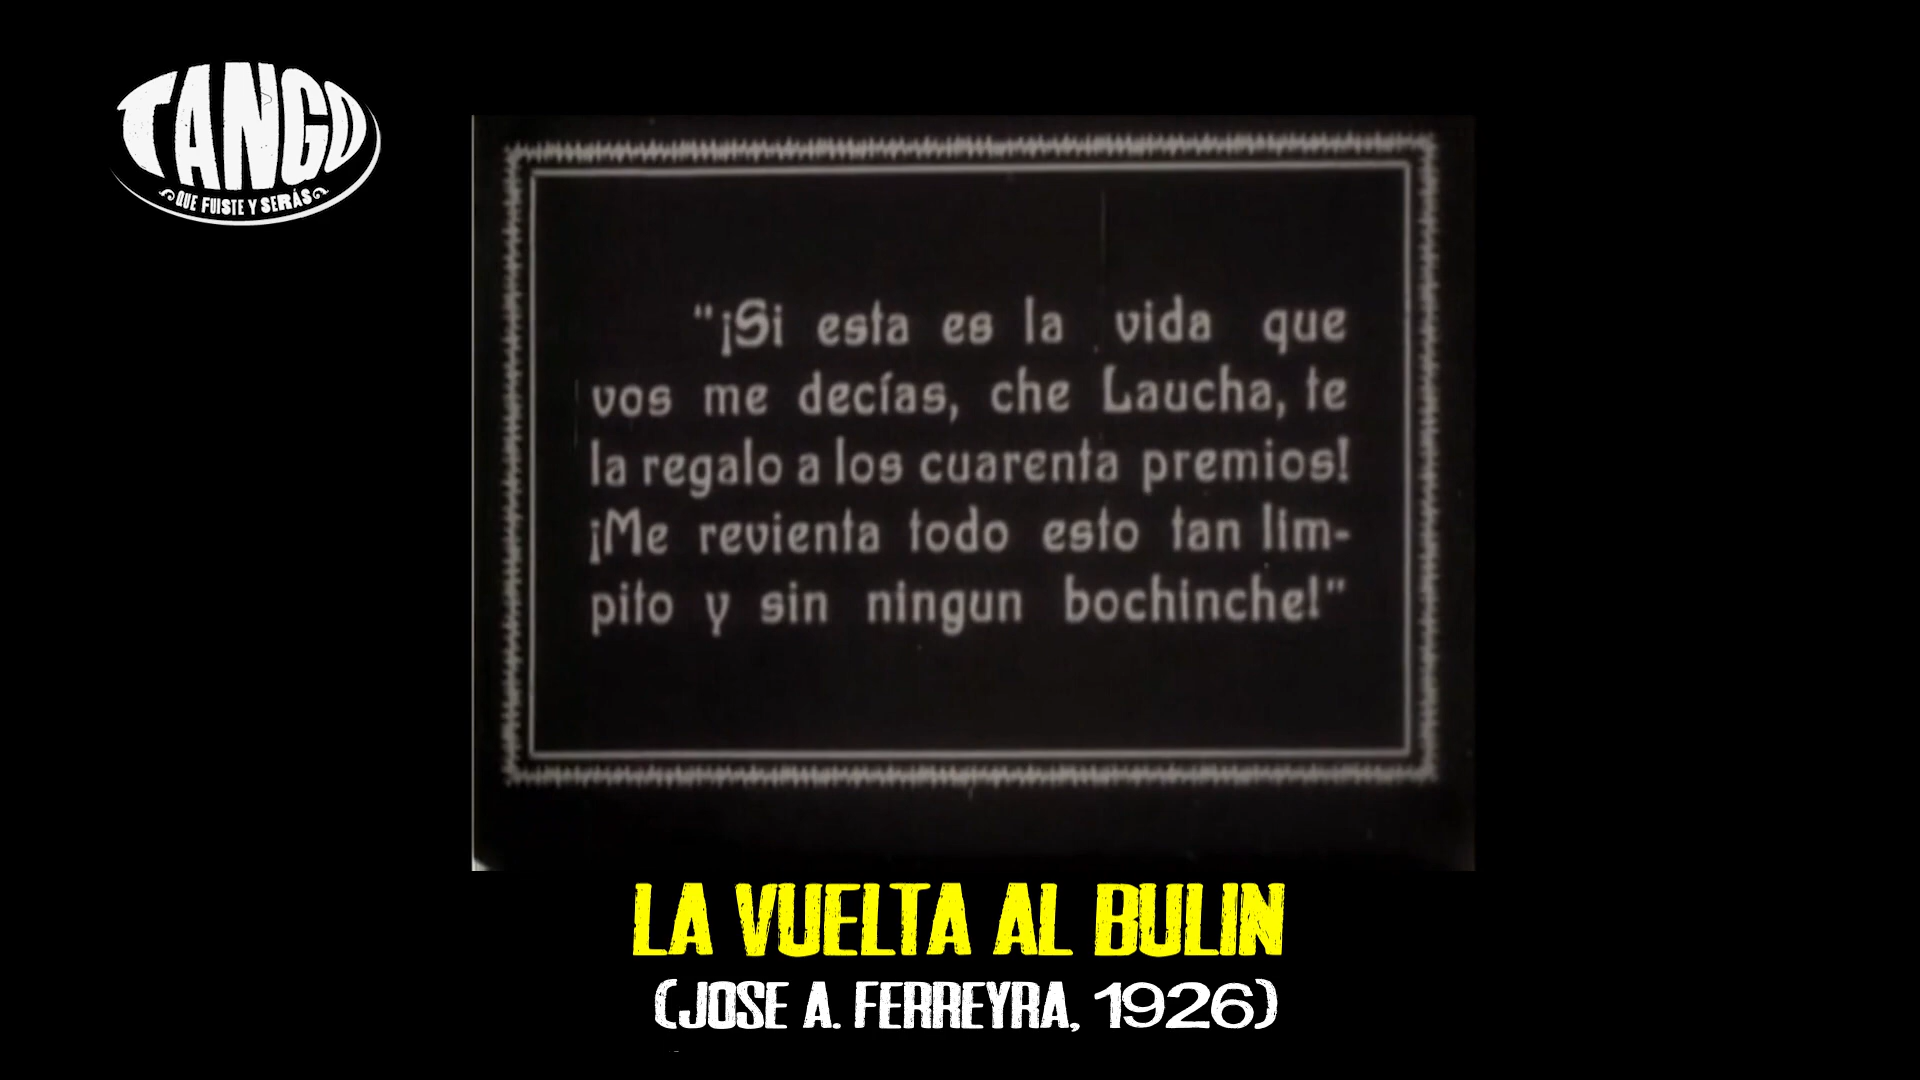 TANGO
QUE FUISTE Y SERÁS
"¡Si esta es la vida que
vos me decías, che Laucha, te
la regalo a los cuarenta premios!
¡Me revienta todo esto tan lim-
pito y sin ningun bochinche!"
LA VUELTA AL BULIN
(JOSE A. FERREYRA, 1926)